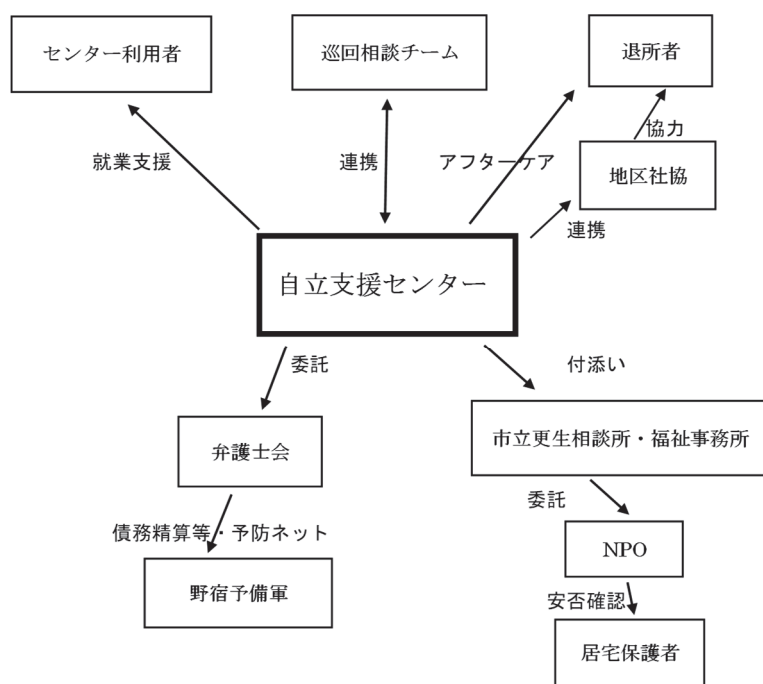 センター利用者
巡回相談チーム
退所者
協力
就業支援
連携
アフターケア
地区社協
連携
自立支援センター
委託
付添い
弁護士会
市立更生相談所・福祉事務所
委託
債務精算等・予防ネット
NPO
野宿予備軍
安否確認
居宅保護者